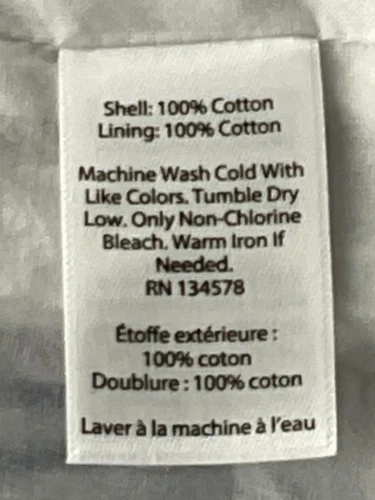 Shell: 100% Cotton
Lining: 100% Cotton
Machine Wash Cold With
Like Colors. Tumble Dry
Low. Only Non-Chlorine
Bleach. Warm Iron If
Needed.
RN 134578
Étoffe extérieure :
100% coton
Doublure : 100% coton
Laver à la machine à l'eau